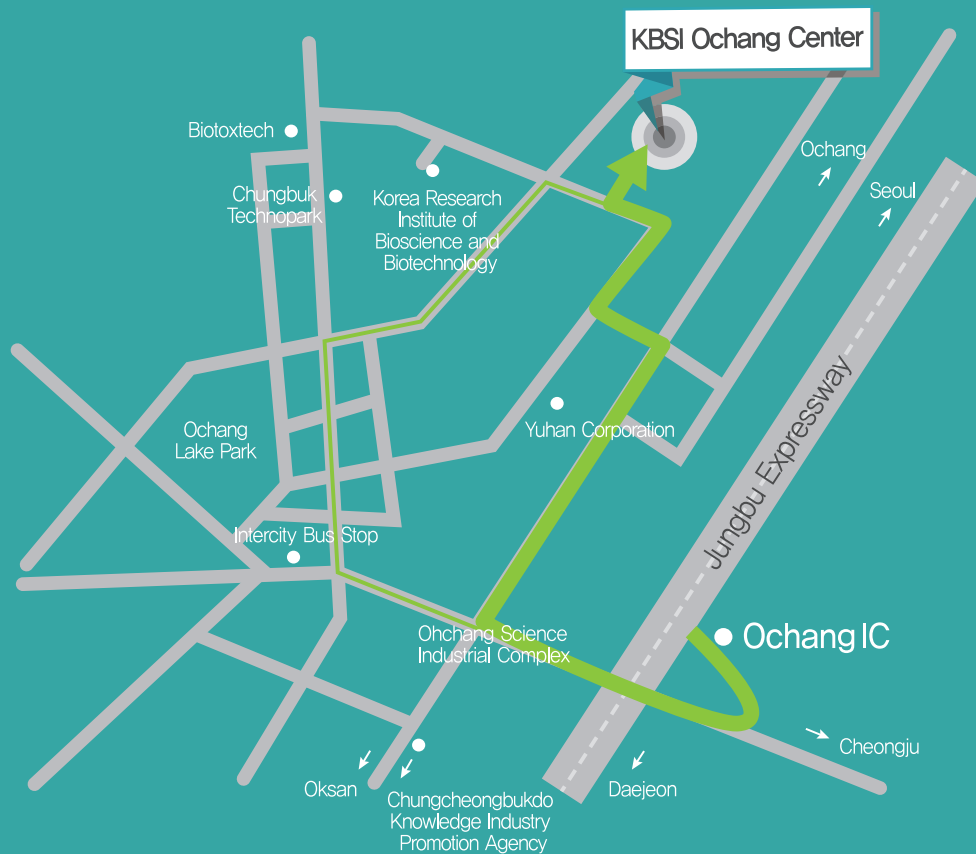 KBSI Ochang Center
Biotoxtech
Ochang
Chungbuk
Technopark
Korea Research
Institute of
Bioscience and
Biotechnology
Seoul
Ochang
Lake Park
Yuhan Corporation
Jungbu Expressway
Intercity Bus Stop
Ohchang Science
Industrial Complex
Ochang IC
Cheongju
Oksan
Daejeon
Chungcheongbukdo
Knowledge Industry
Promotion Agency